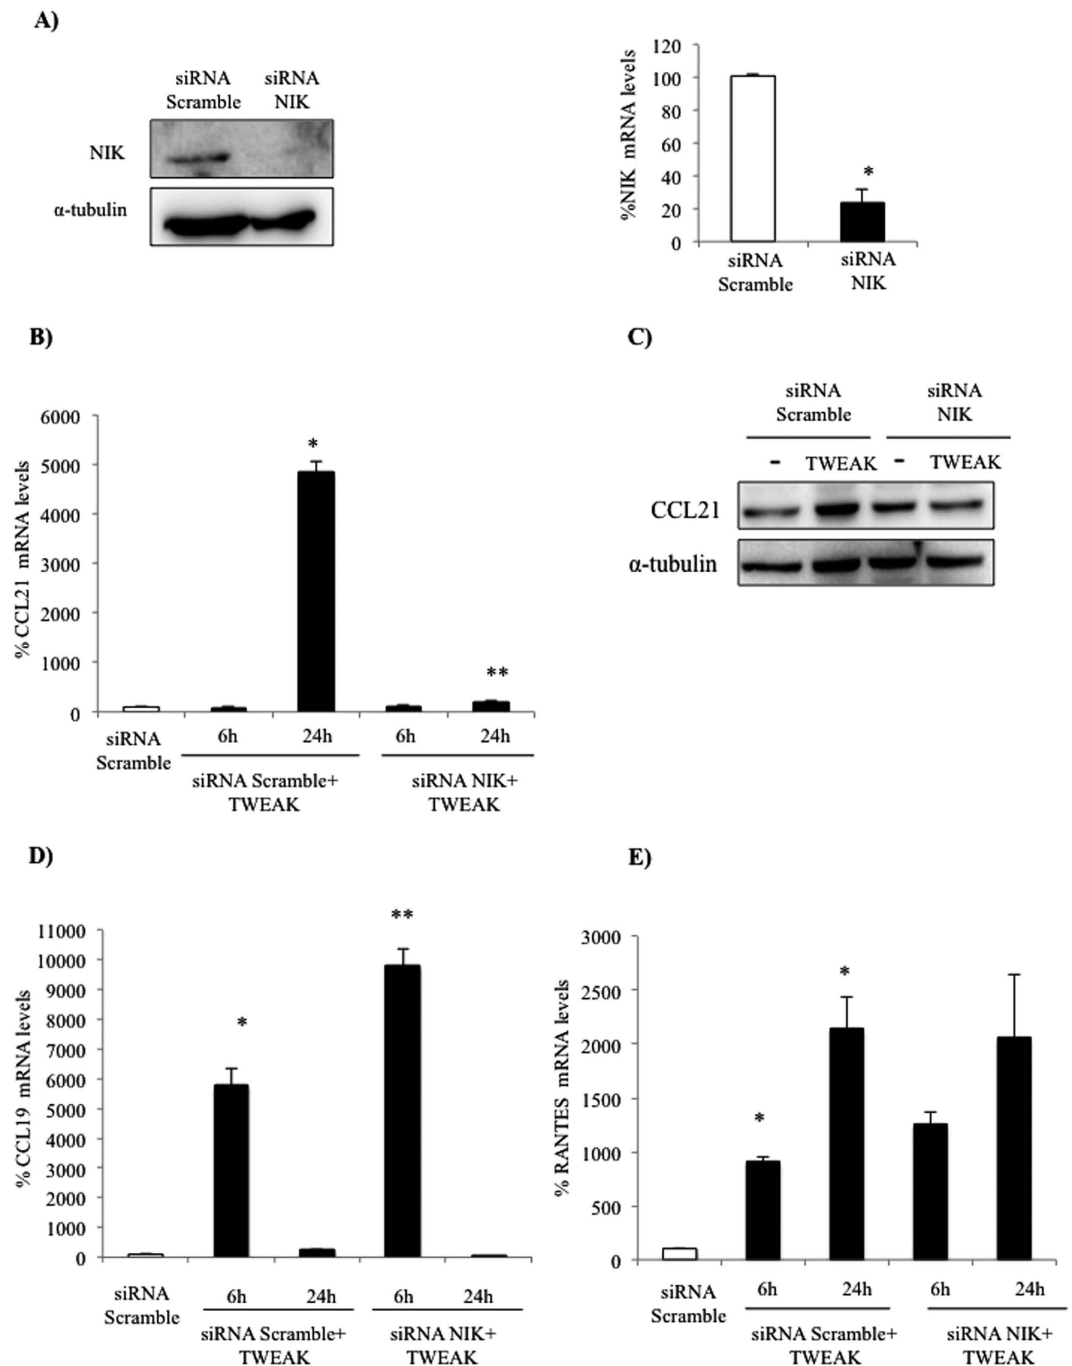 A)
siRNA siRNA
Scramble NIK
NIK
α-tubulin
%NIK mRNA levels
120
100
80
60
40
20
0
*
siRNA siRNA
Scramble NIK
B)
% CCL21 mRNA levels
6000
5000
4000
3000
2000
1000
0
*
**
siRNA
Scramble
6h 24h 6h 24h
siRNA Scramble+ siRNA NIK+
TWEAK TWEAK
C)
siRNA siRNA
Scramble NIK
- TWEAK - TWEAK
CCL21
α-tubulin
D)
% CCL19 mRNA levels
11000
10000
9000
8000
7000
6000
5000
4000
3000
2000
1000
0
*
**
siRNA
Scramble
6h 24h 6h 24h
siRNA Scramble+ siRNA NIK+
TWEAK TWEAK
E)
% RANTES mRNA levels
3000
2500
2000
1500
1000
500
0
*
*
siRNA
Scramble
6h 24h 6h 24h
siRNA Scramble+ siRNA NIK+
TWEAK TWEAK